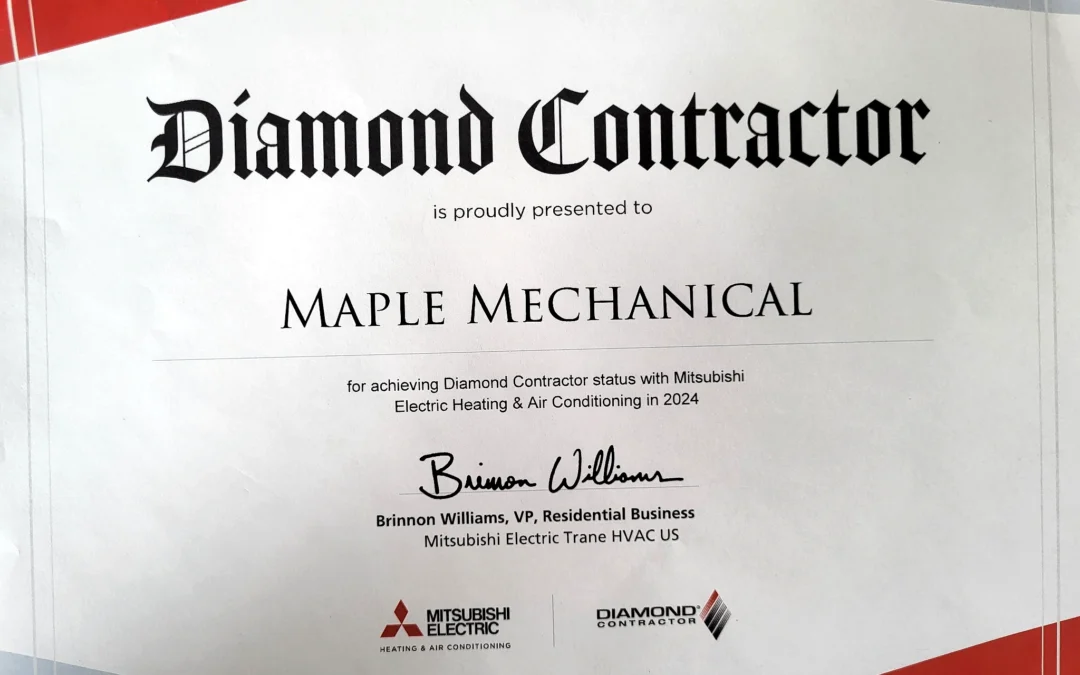 Diamond Contractor
is proudly presented to
MAPLE MECHANICAL
for achieving Diamond Contractor status with Mitsubishi
Electric Heating & Air Conditioning in 2024
Brinnon Williams
Brinnon Williams, VP, Residential Business
Mitsubishi Electric Trane HVAC US
MITSUBISHI
ELECTRIC
HEATING & AIR CONDITIONING
DIAMOND®
CONTRACTOR